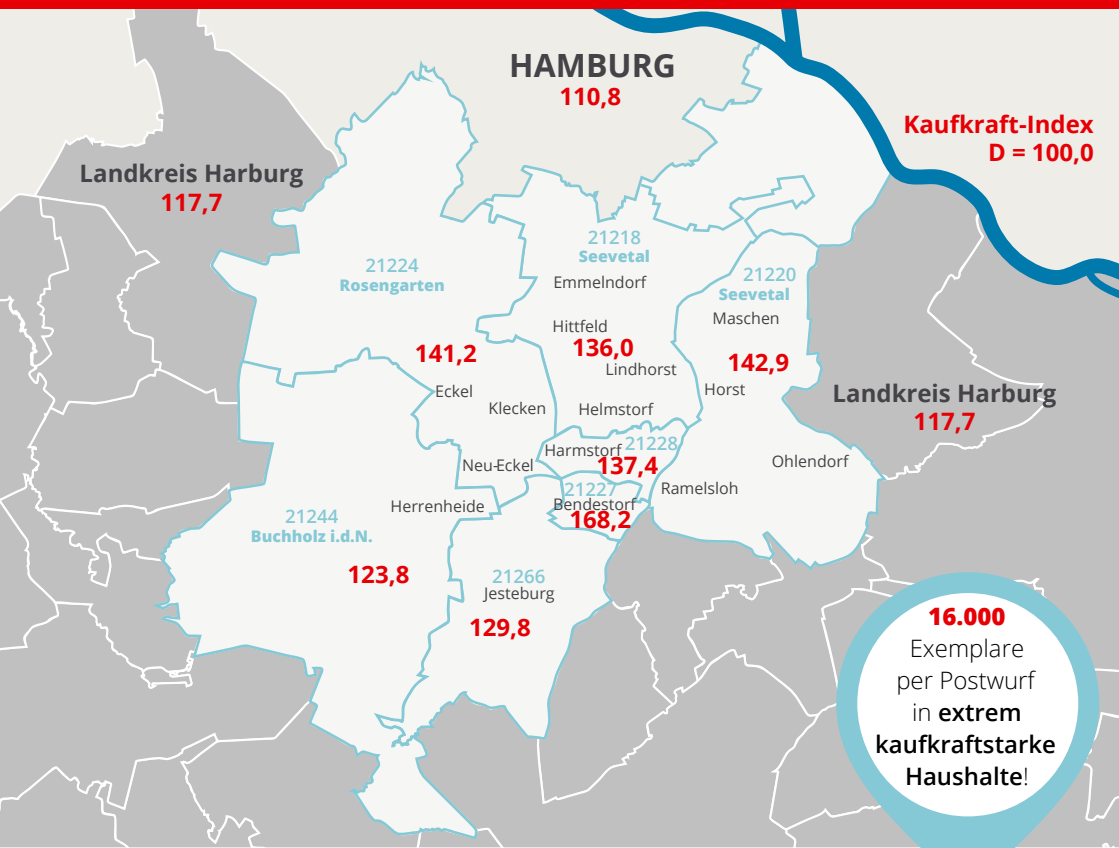 HAMBURG
110,8
Kaufkraft-Index
D = 100,0
Landkreis Harburg
117,7
21224
Rosengarten
141,2
Eckel
Klecken
Neu-Eckel
21218
Seevetal
Emmelndorf
Hittfeld
136,0
Lindhorst
Helmstorf
21220
Seevetal
Maschen
142,9
Horst
Ohlendorf
Ramelsloh
Landkreis Harburg
117,7
Harmstorf 21228
137,4
21227
Bendestorf
168,2
Herrenheide
21244
Buchholz i.d.N.
123,8
21266
Jesteburg
129,8
16.000
Exemplare
per Postwurf
in extrem
kaufkraftstarke
Haushalte!